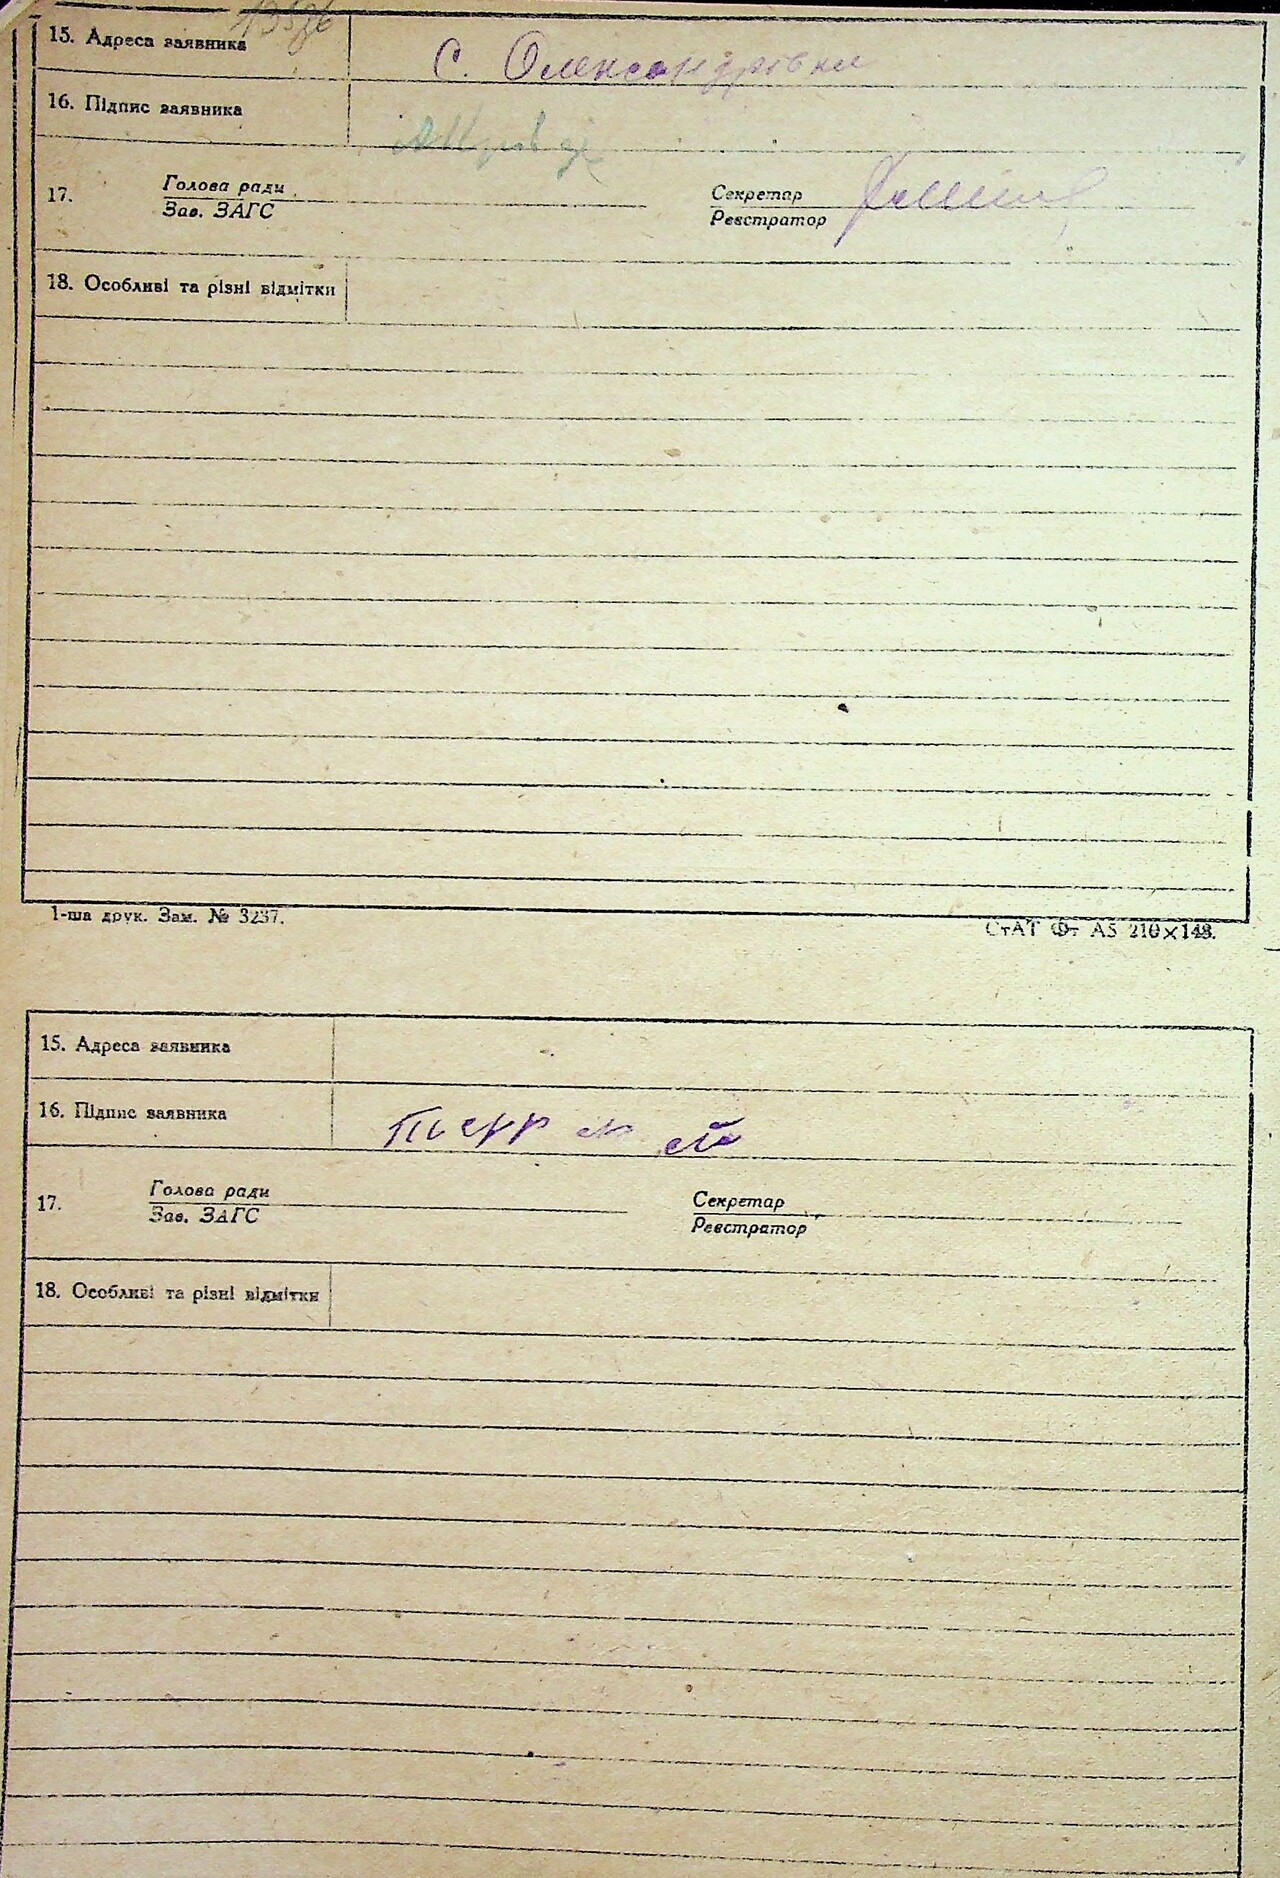 15. Адреса заявника С. Олександрівка
16. Підпис заявника
17. Голова ради Секретар
Зав. ЗАГС Реєстратор
18. Особливі та різні відмітки
1-ша друк. Зам. № 3237. СтАТ Фт А5 210×148.
15. Адреса заявника
16. Підпис заявника
17. Голова ради Секретар
Зав. ЗАГС Реєстратор
18. Особливі та різні відмітки